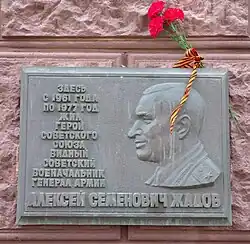 ЗДЕСЬ
С 1961 ГОДА
ПО 1977 ГОД
ЖИЛ
ГЕРОЙ
СОВЕТСКОГО
СОЮЗА
ВИДНЫЙ
СОВЕТСКИЙ
ВОЕНАЧАЛЬНИК
ГЕНЕРАЛ АРМИИ
АЛЕКСЕЙ СЕМЕНОВИЧ ЖАДОВ